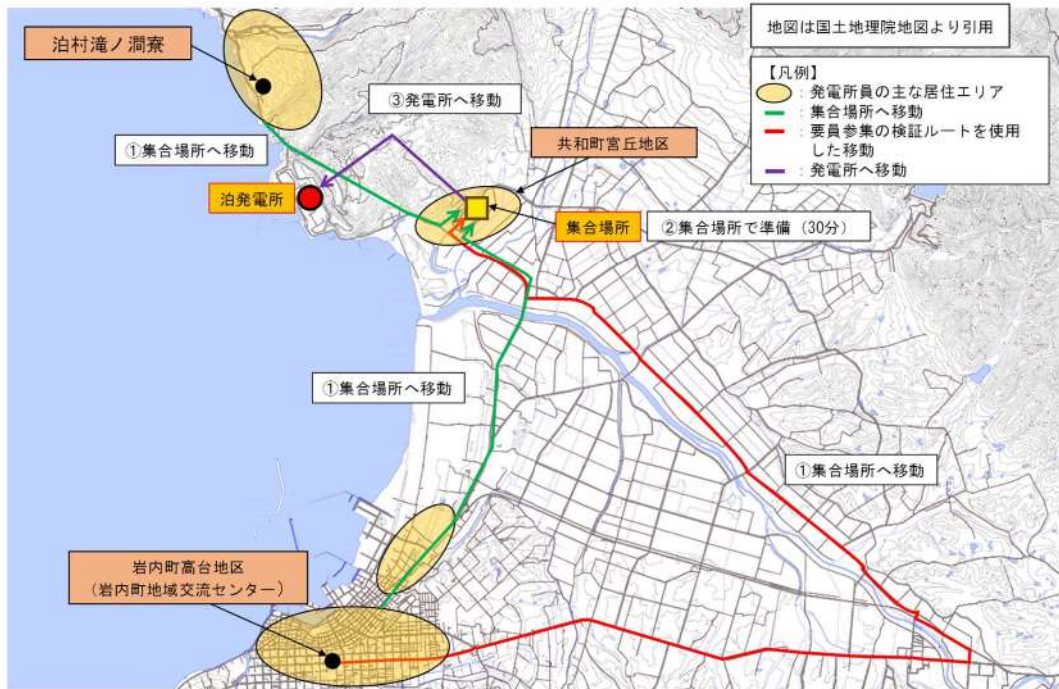 泊村滝ノ澗寮
地図は国土地理院地図より引用
【凡例】
：発電所員の主な居住エリア
：集合場所へ移動
：要員参集の検証ルートを使用
した移動
：発電所へ移動
③発電所へ移動
①集合場所へ移動
共和町宮丘地区
泊発電所
集合場所
②集合場所で準備（30分）
①集合場所へ移動
①集合場所へ移動
岩内町高台地区
（岩内町地域交流センター）